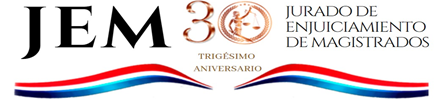 JEM
30
TRIGÉSIMO
ANIVERSARIO
JURADO DE
ENJUICIAMIENTO
DE MAGISTRADOS